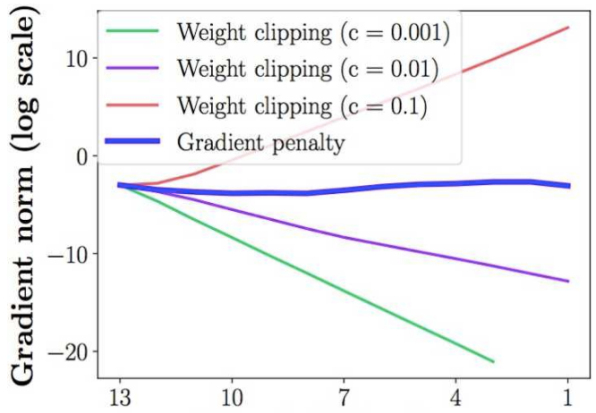 Gradient norm (log scale)
Weight clipping (c = 0.001)
Weight clipping (c = 0.01)
Weight clipping (c = 0.1)
Gradient penalty
10
0
−10
−20
13 10 7 4 1